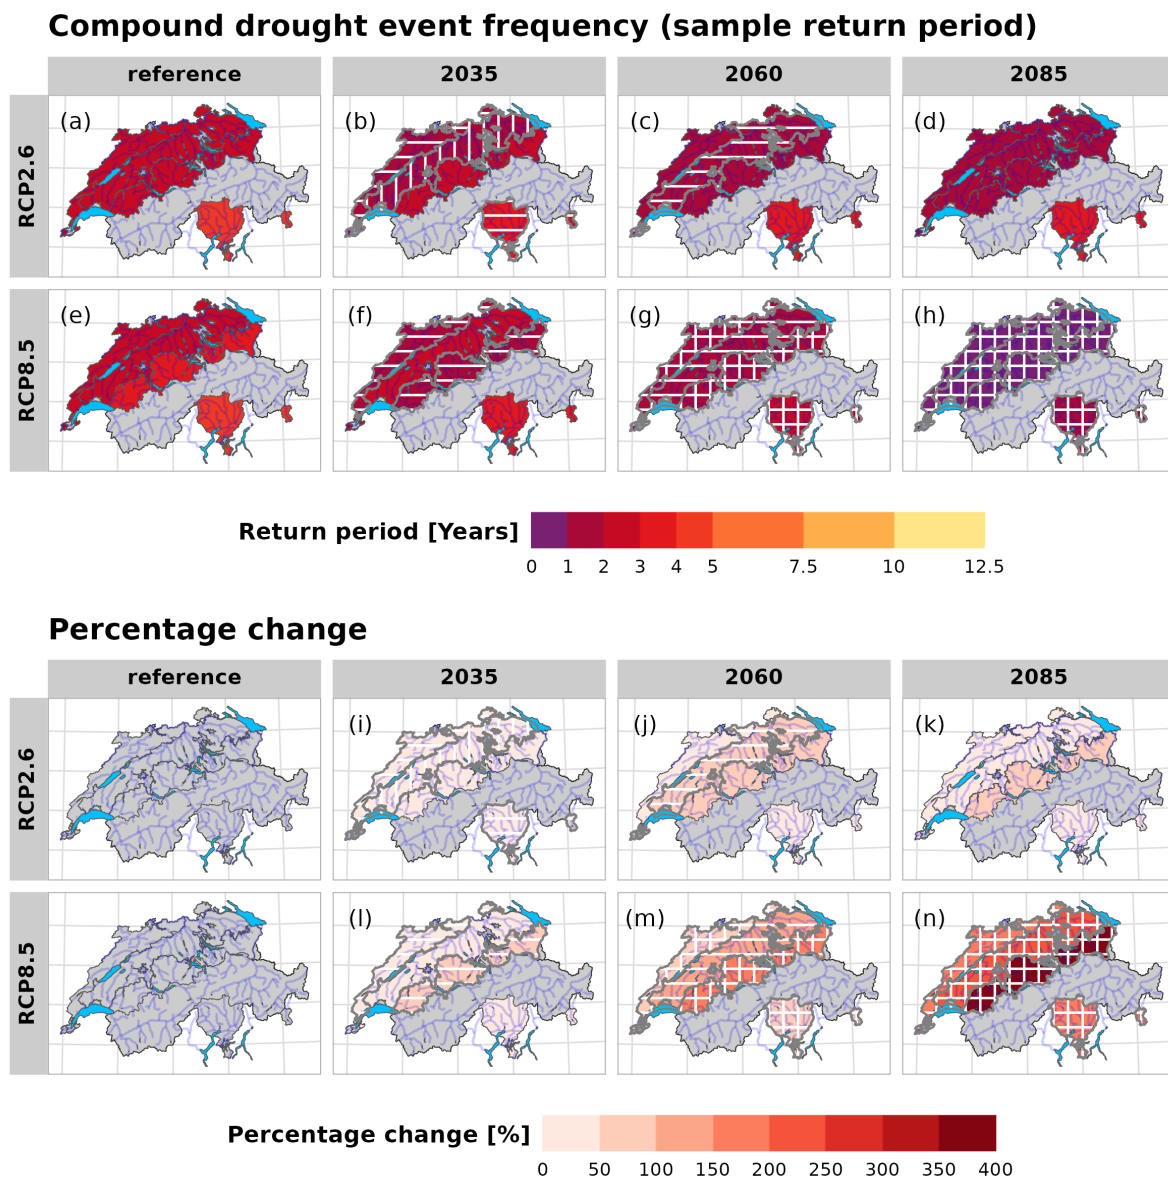 Compound drought event frequency (sample return period)
reference 2035 2060 2085
RCP2.6
(a) (b) (c) (d)
RCP8.5
(e) (f) (g) (h)
Return period [Years]
0 1 2 3 4 5 7.5 10 12.5
Percentage change
reference 2035 2060 2085
RCP2.6
(i) (j) (k)
RCP8.5
(l) (m) (n)
Percentage change [%]
0 50 100 150 200 250 300 350 400